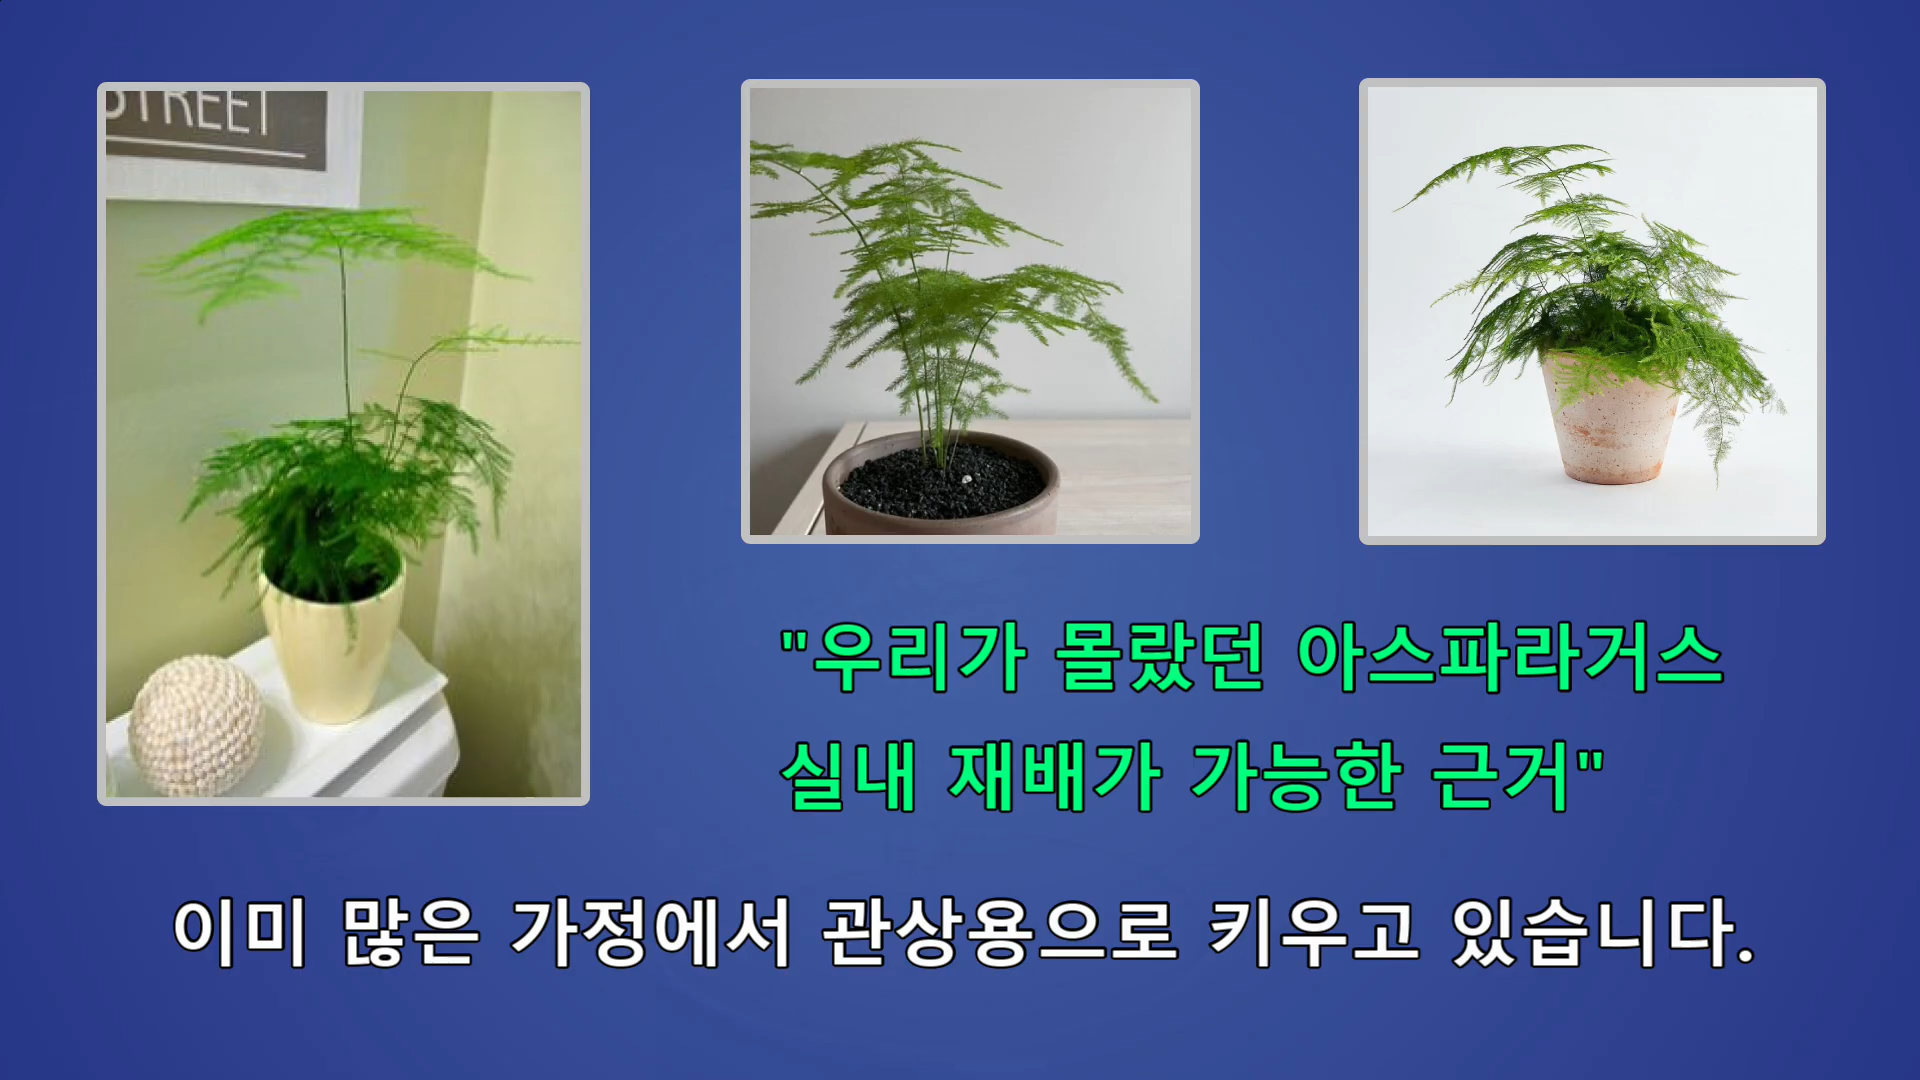 STREET
"우리가 몰랐던 아스파라거스
실내 재배가 가능한 근거"
이미 많은 가정에서 관상용으로 키우고 있습니다.